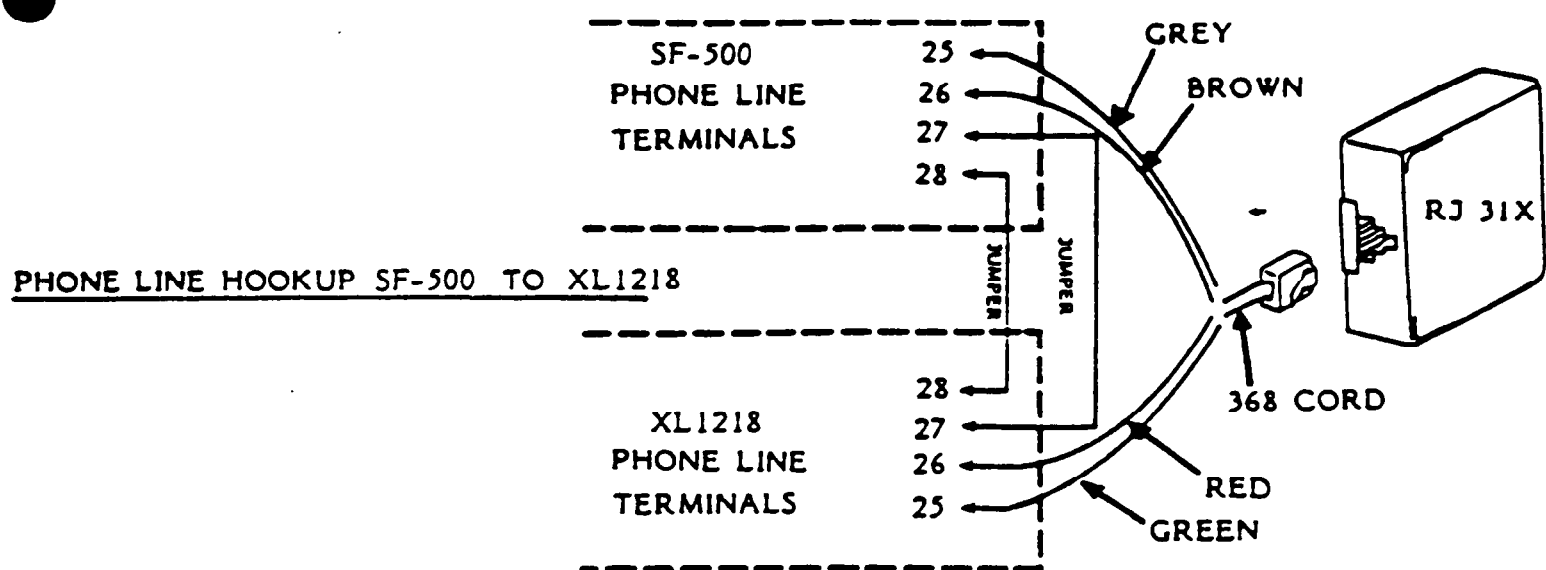 SF-500
PHONE LINE
TERMINALS
25
26
27
28
GREY
BROWN
RJ 31X
JUMPER
JUMPER
PHONE LINE HOOKUP SF-500 TO XL1218
368 CORD
XL1218
PHONE LINE
TERMINALS
28
27
26
25
RED
GREEN